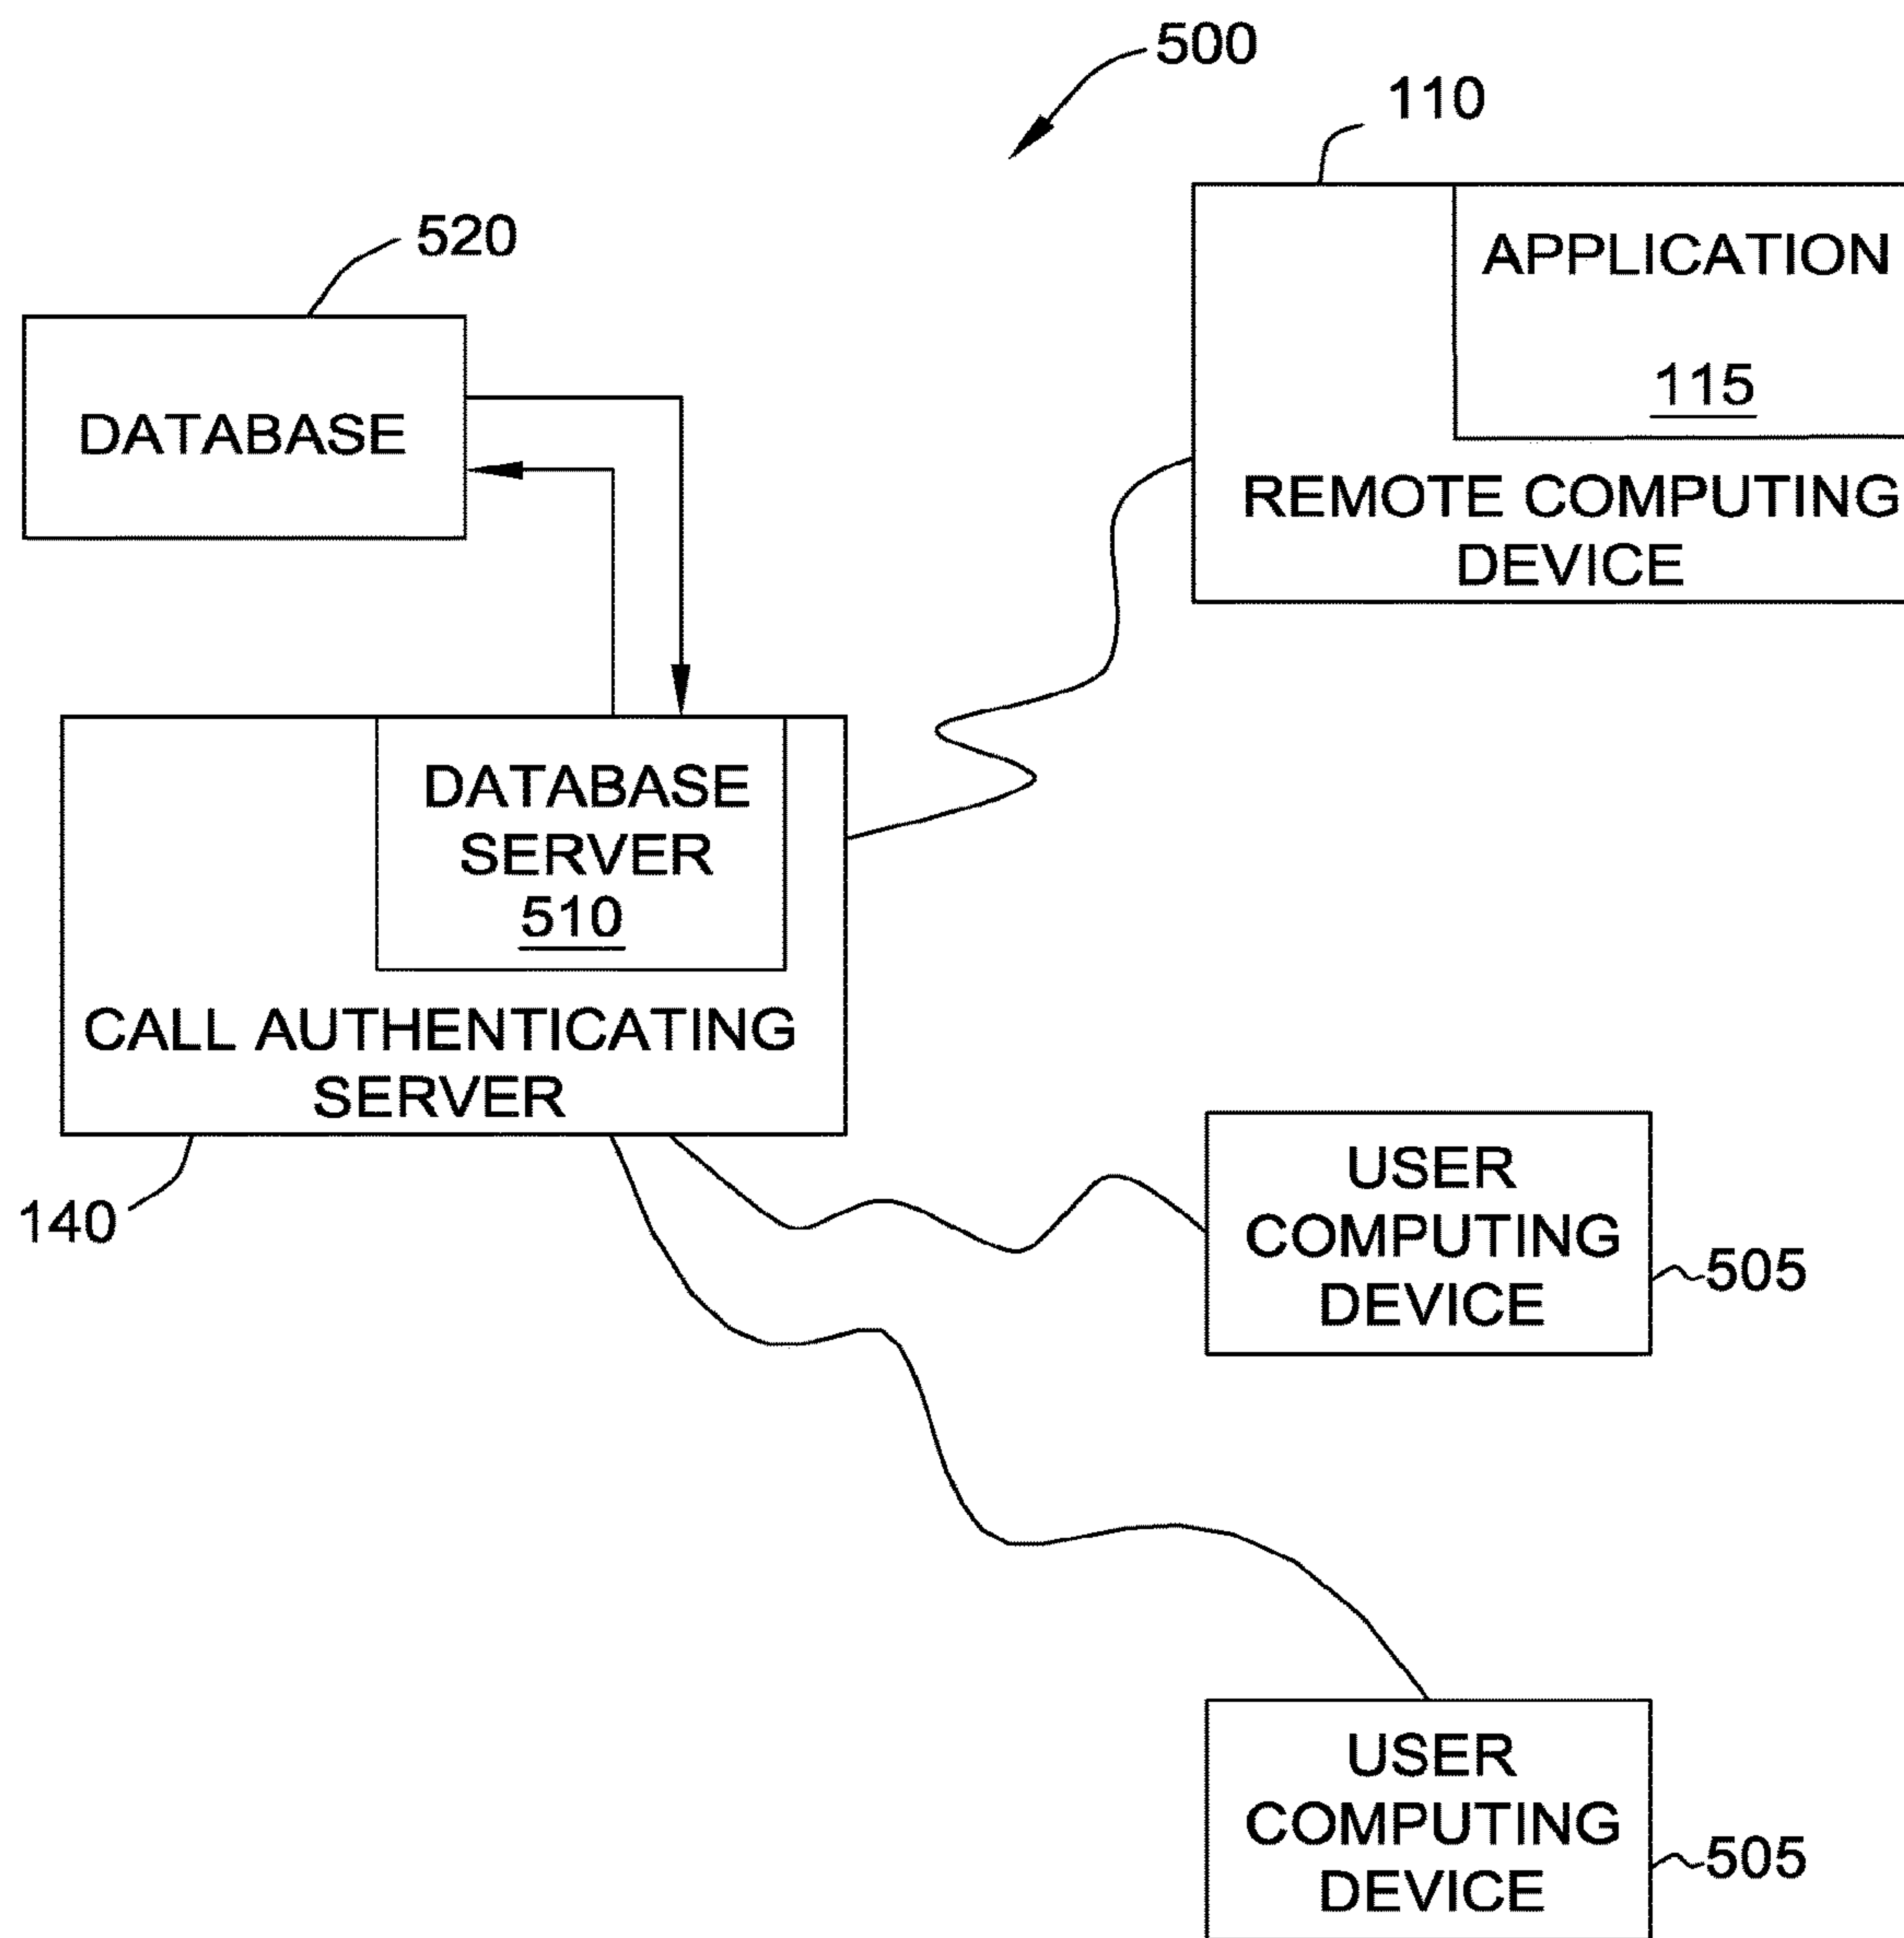 500
110
520
APPLICATION
115
DATABASE
REMOTE COMPUTING
DEVICE
DATABASE
SERVER
510
CALL AUTHENTICATING
SERVER
140
USER
COMPUTING
DEVICE
505
USER
COMPUTING
DEVICE
505